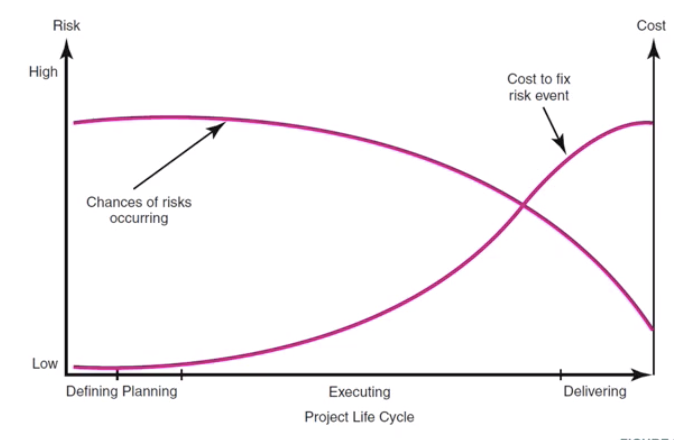 Risk
Cost
High
Cost to fix
risk event
Chances of risks
occurring
Low
Defining Planning
Executing
Delivering
Project Life Cycle